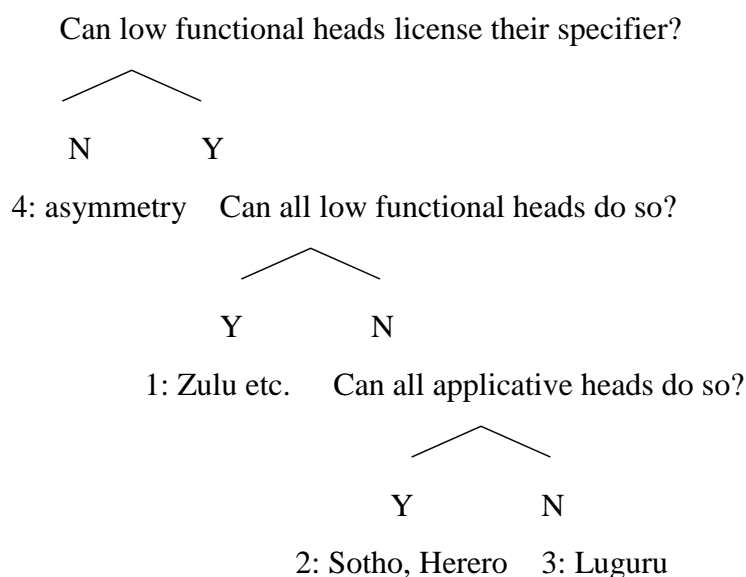 Can low functional heads license their specifier?
N Y
4: asymmetry Can all low functional heads do so?
Y N
1: Zulu etc. Can all applicative heads do so?
Y N
2: Sotho, Herero 3: Luguru